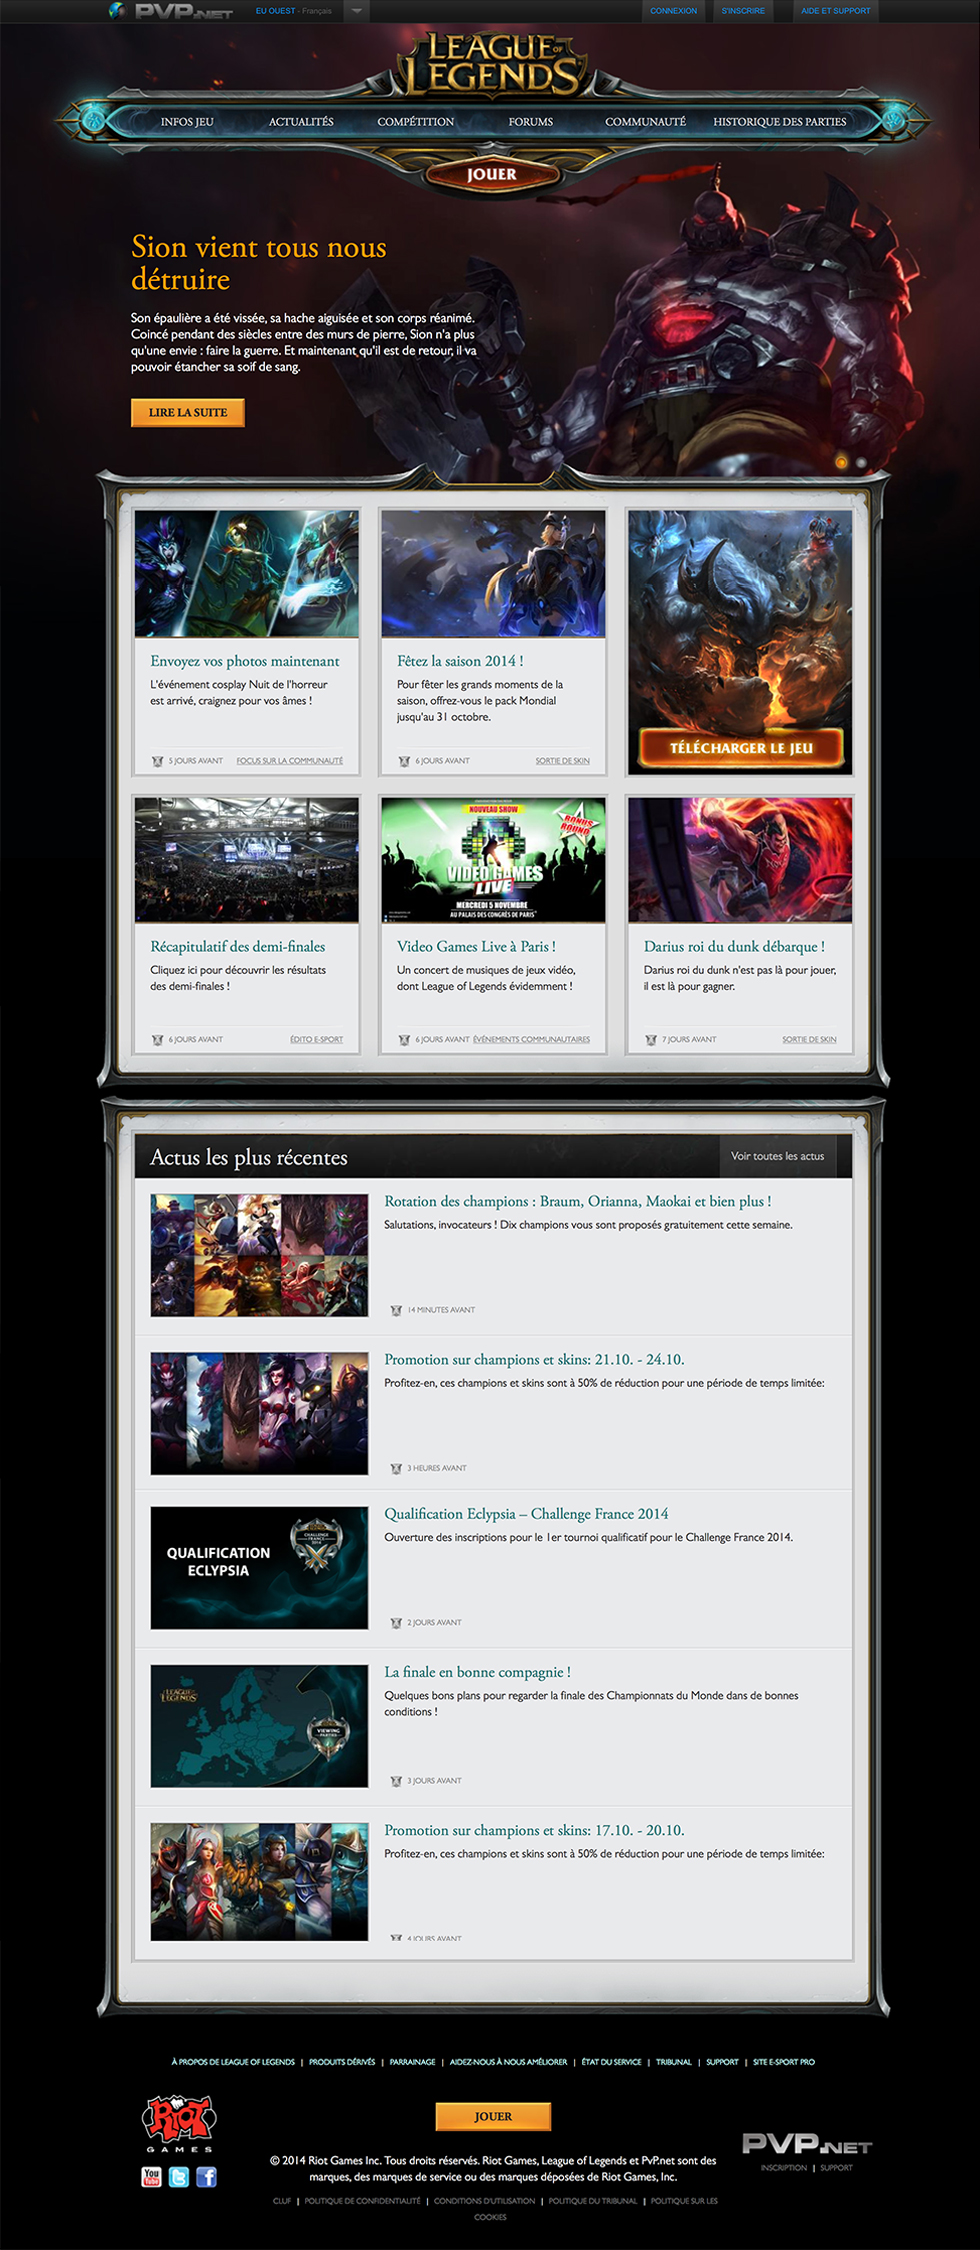 PVP.NET
EU OUEST - Français
CONNEXION
S'INSCRIRE
AIDE ET SUPPORT
LEAGUE OF LEGENDS
INFOS JEU
ACTUALITÉS
COMPÉTITION
FORUMS
COMMUNAUTÉ
HISTORIQUE DES PARTIES
JOUER
Sion vient tous nous
détruire
Son épaulière a été vissée, sa hache aiguisée et son corps réanimé.
Coincé pendant des siècles entre des murs de pierre, Sion n'a plus
qu'une envie : faire la guerre. Et maintenant qu'il est de retour, il va
pouvoir étancher sa soif de sang.
LIRE LA SUITE
Envoyez vos photos maintenant
L'événement cosplay Nuit de l'horreur
est arrivé, craignez pour vos âmes !
5 JOURS AVANT
FOCUS SUR LA COMMUNAUTÉ
Fêtez la saison 2014 !
Pour fêter les grands moments de la
saison, offrez-vous le pack Mondial
jusqu'au 31 octobre.
6 JOURS AVANT
SORTIE DE SKIN
TÉLÉCHARGER LE JEU
Récapitulatif des demi-finales
Cliquez ici pour découvrir les résultats
des demi-finales !
6 JOURS AVANT
ÉDITO E-SPORT
NOUVEAU SHOW
BONUS ROUND
VIDEO GAMES
LIVE
MERCREDI 5 NOVEMBRE
AU PALAIS DES CONGRÈS DE PARIS
Video Games Live à Paris !
Un concert de musiques de jeux vidéo,
dont League of Legends évidemment !
6 JOURS AVANT
ÉVÉNEMENTS COMMUNAUTAIRES
Darius roi du dunk débarque !
Darius roi du dunk n'est pas là pour jouer,
il est là pour gagner.
7 JOURS AVANT
SORTIE DE SKIN
Actus les plus récentes
Voir toutes les actus
Rotation des champions : Braum, Orianna, Maokai et bien plus !
Salutations, invocateurs ! Dix champions vous sont proposés gratuitement cette semaine.
14 MINUTES AVANT
Promotion sur champions et skins: 21.10. - 24.10.
Profitez-en, ces champions et skins sont à 50% de réduction pour une période de temps limitée:
3 HEURES AVANT
QUALIFICATION
ECLYPSIA
CHALLENGE
FRANCE
2014
Qualification Eclypsia – Challenge France 2014
Ouverture des inscriptions pour le 1er tournoi qualificatif pour le Challenge France 2014.
2 JOURS AVANT
LEAGUE OF LEGENDS
VIEWING
PARTIES
La finale en bonne compagnie !
Quelques bons plans pour regarder la finale des Championnats du Monde dans de bonnes
conditions !
3 JOURS AVANT
Promotion sur champions et skins: 17.10. - 20.10.
Profitez-en, ces champions et skins sont à 50% de réduction pour une période de temps limitée:
4 JOURS AVANT
À PROPOS DE LEAGUE OF LEGENDS | PRODUITS DÉRIVÉS | PARRAINAGE | AIDEZ-NOUS À NOUS AMÉLIORER | ÉTAT DU SERVICE | TRIBUNAL | SUPPORT | SITE E-SPORT PRO
RIOT
GAMES
You Tube
JOUER
© 2014 Riot Games Inc. Tous droits réservés. Riot Games, League of Legends et PvP.net sont des
marques, des marques de service ou des marques déposées de Riot Games, Inc.
CLUF | POLITIQUE DE CONFIDENTIALITÉ | CONDITIONS D'UTILISATION | POLITIQUE DU TRIBUNAL | POLITIQUE SUR LES
COOKIES
PVP.NET
INSCRIPTION | SUPPORT